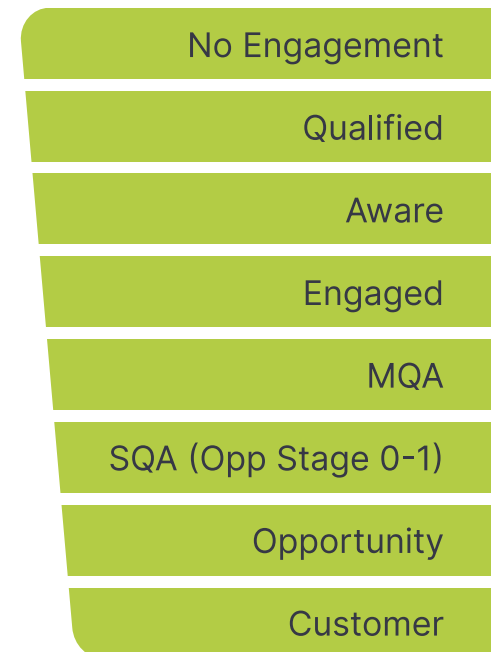 No Engagement
Qualified
Aware
Engaged
MQA
SQA (Opp Stage 0-1)
Opportunity
Customer